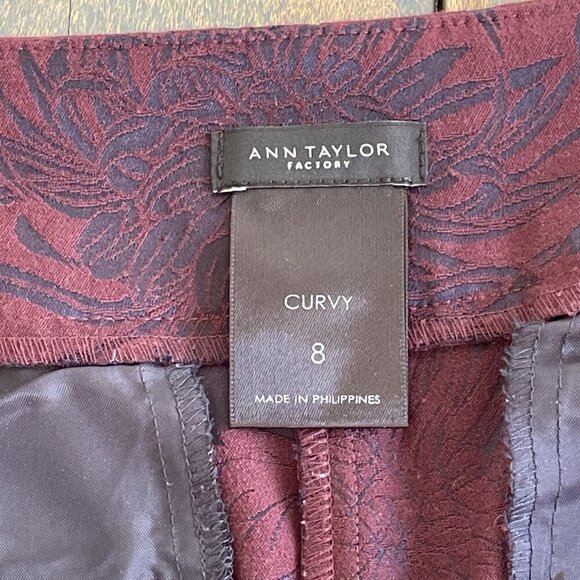 ANN TAYLOR
FACTORY
CURVY
8
MADE IN PHILIPPINES